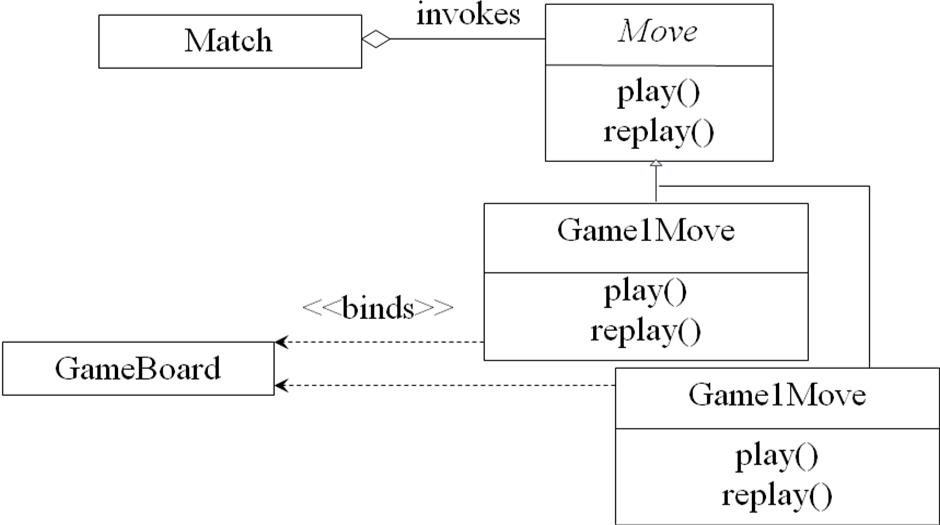 invokes
Match
Move
play()
replay()
Game1Move
play()
replay()
<<binds>>
GameBoard
Game1Move
play()
replay()